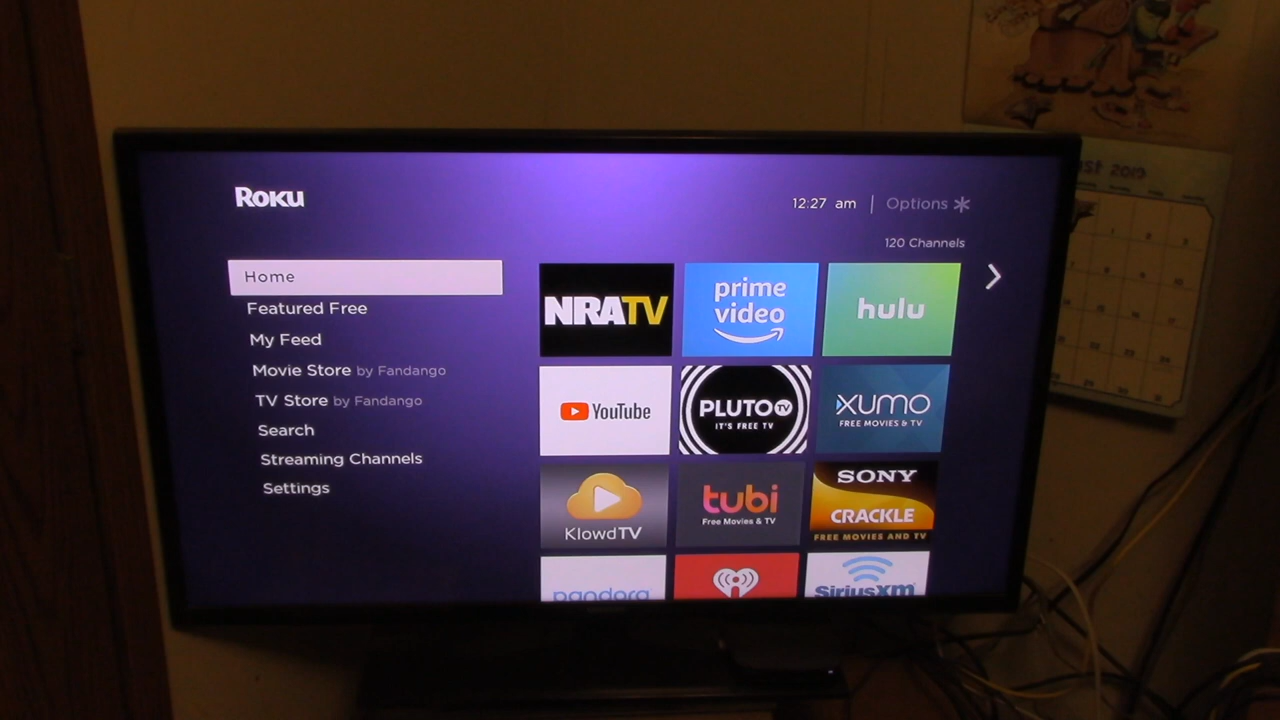 ROKU
12:27 am | Options
120 Channels
Home
Featured Free
My Feed
Movie Store by Fandango
TV Store by Fandango
Search
Streaming Channels
Settings
NRATV
prime
video
hulu
YouTube
PLUTO TV
IT'S FREE TV
XUMO
FREE MOVIES & TV
KlowdTV
tubi
Free Movies & TV
SONY
CRACKLE
FREE MOVIES AND TV
pandora
SiriusXM
2019